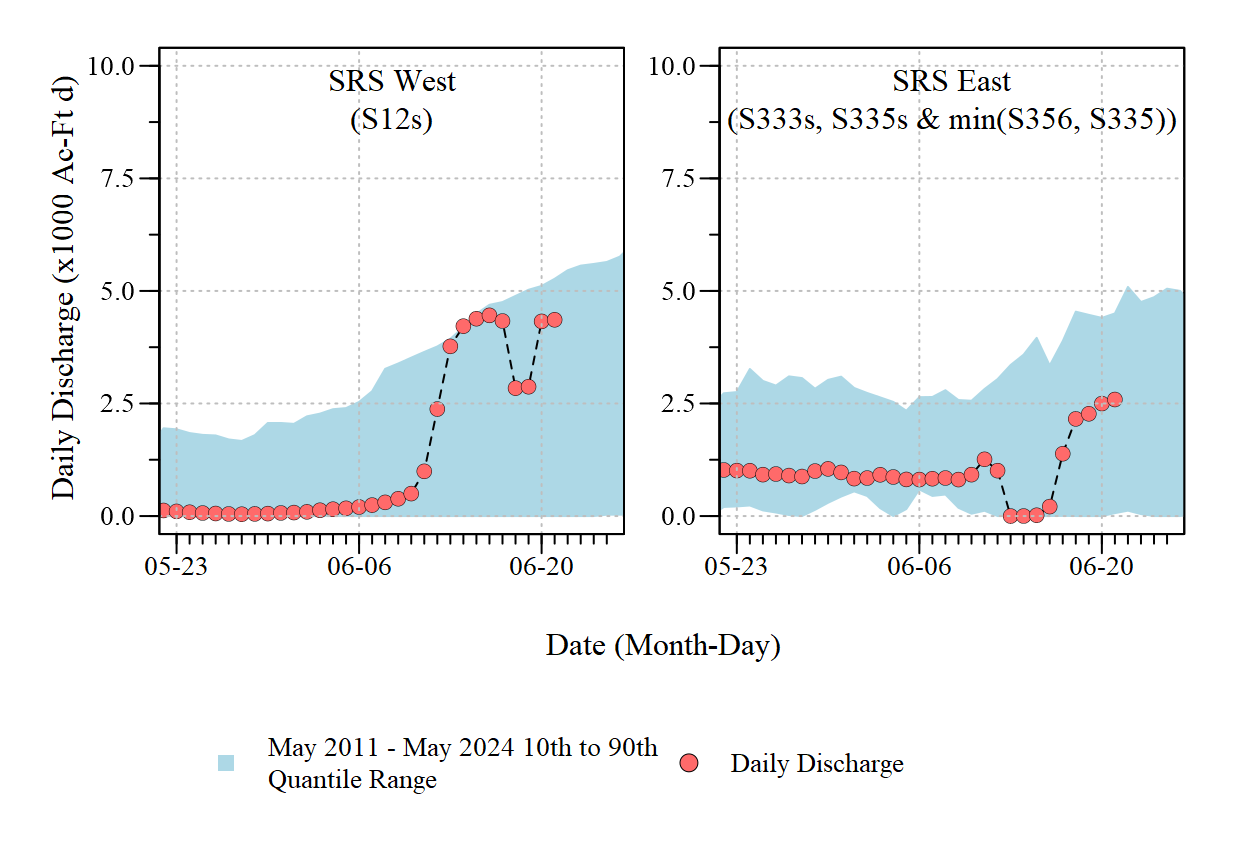 SRS West
(S12s)
SRS East
(S333s, S335s & min(S356, S335))
Daily Discharge (x1000 Ac-Ft d)
10.0
7.5
5.0
2.5
0.0
05-23
06-06
06-20
10.0
7.5
5.0
2.5
0.0
05-23
06-06
06-20
Date (Month-Day)
May 2011 - May 2024 10th to 90th
Quantile Range
Daily Discharge